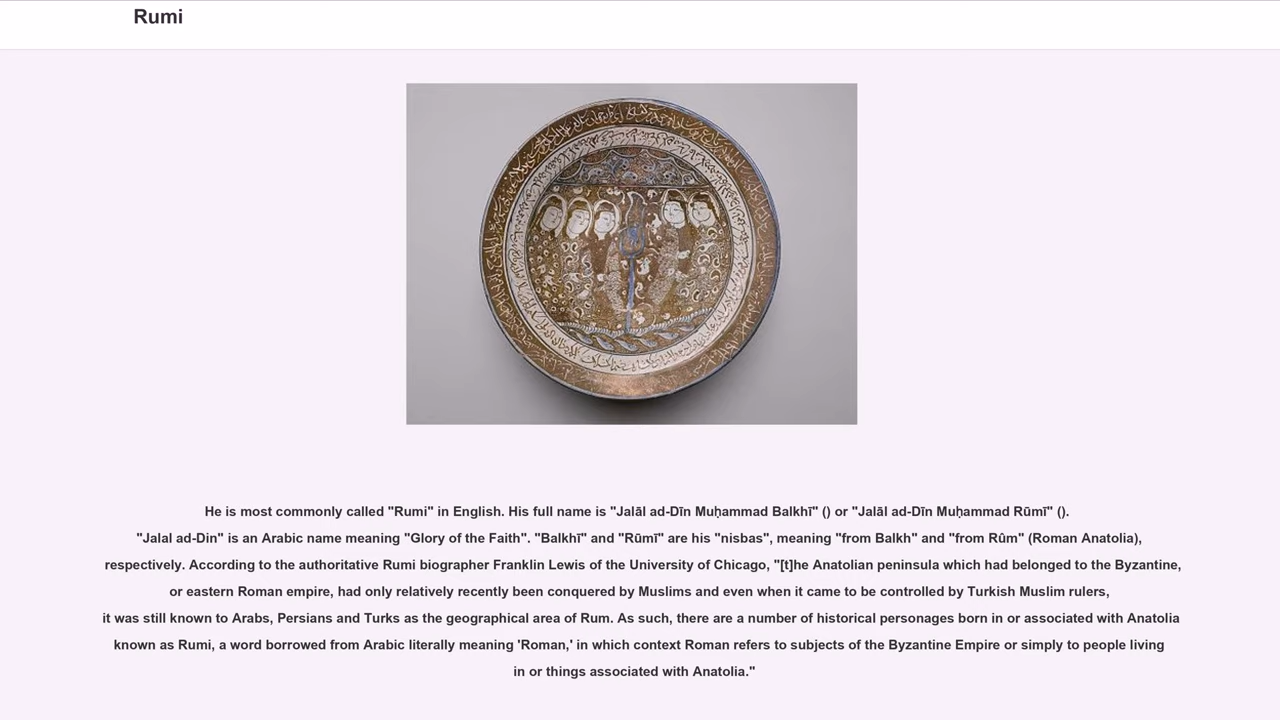 Rumi
He is most commonly called "Rumi" in English. His full name is "Jalāl ad-Dīn Muḥammad Balkhī" () or "Jalāl ad-Dīn Muḥammad Rūmī" ().
"Jalal ad-Din" is an Arabic name meaning "Glory of the Faith". "Balkhī" and "Rūmī" are his "nisbas", meaning "from Balkh" and "from Rûm" (Roman Anatolia),
respectively. According to the authoritative Rumi biographer Franklin Lewis of the University of Chicago, "[t]he Anatolian peninsula which had belonged to the Byzantine,
or eastern Roman empire, had only relatively recently been conquered by Muslims and even when it came to be controlled by Turkish Muslim rulers,
it was still known to Arabs, Persians and Turks as the geographical area of Rum. As such, there are a number of historical personages born in or associated with Anatolia
known as Rumi, a word borrowed from Arabic literally meaning 'Roman,' in which context Roman refers to subjects of the Byzantine Empire or simply to people living
in or things associated with Anatolia."